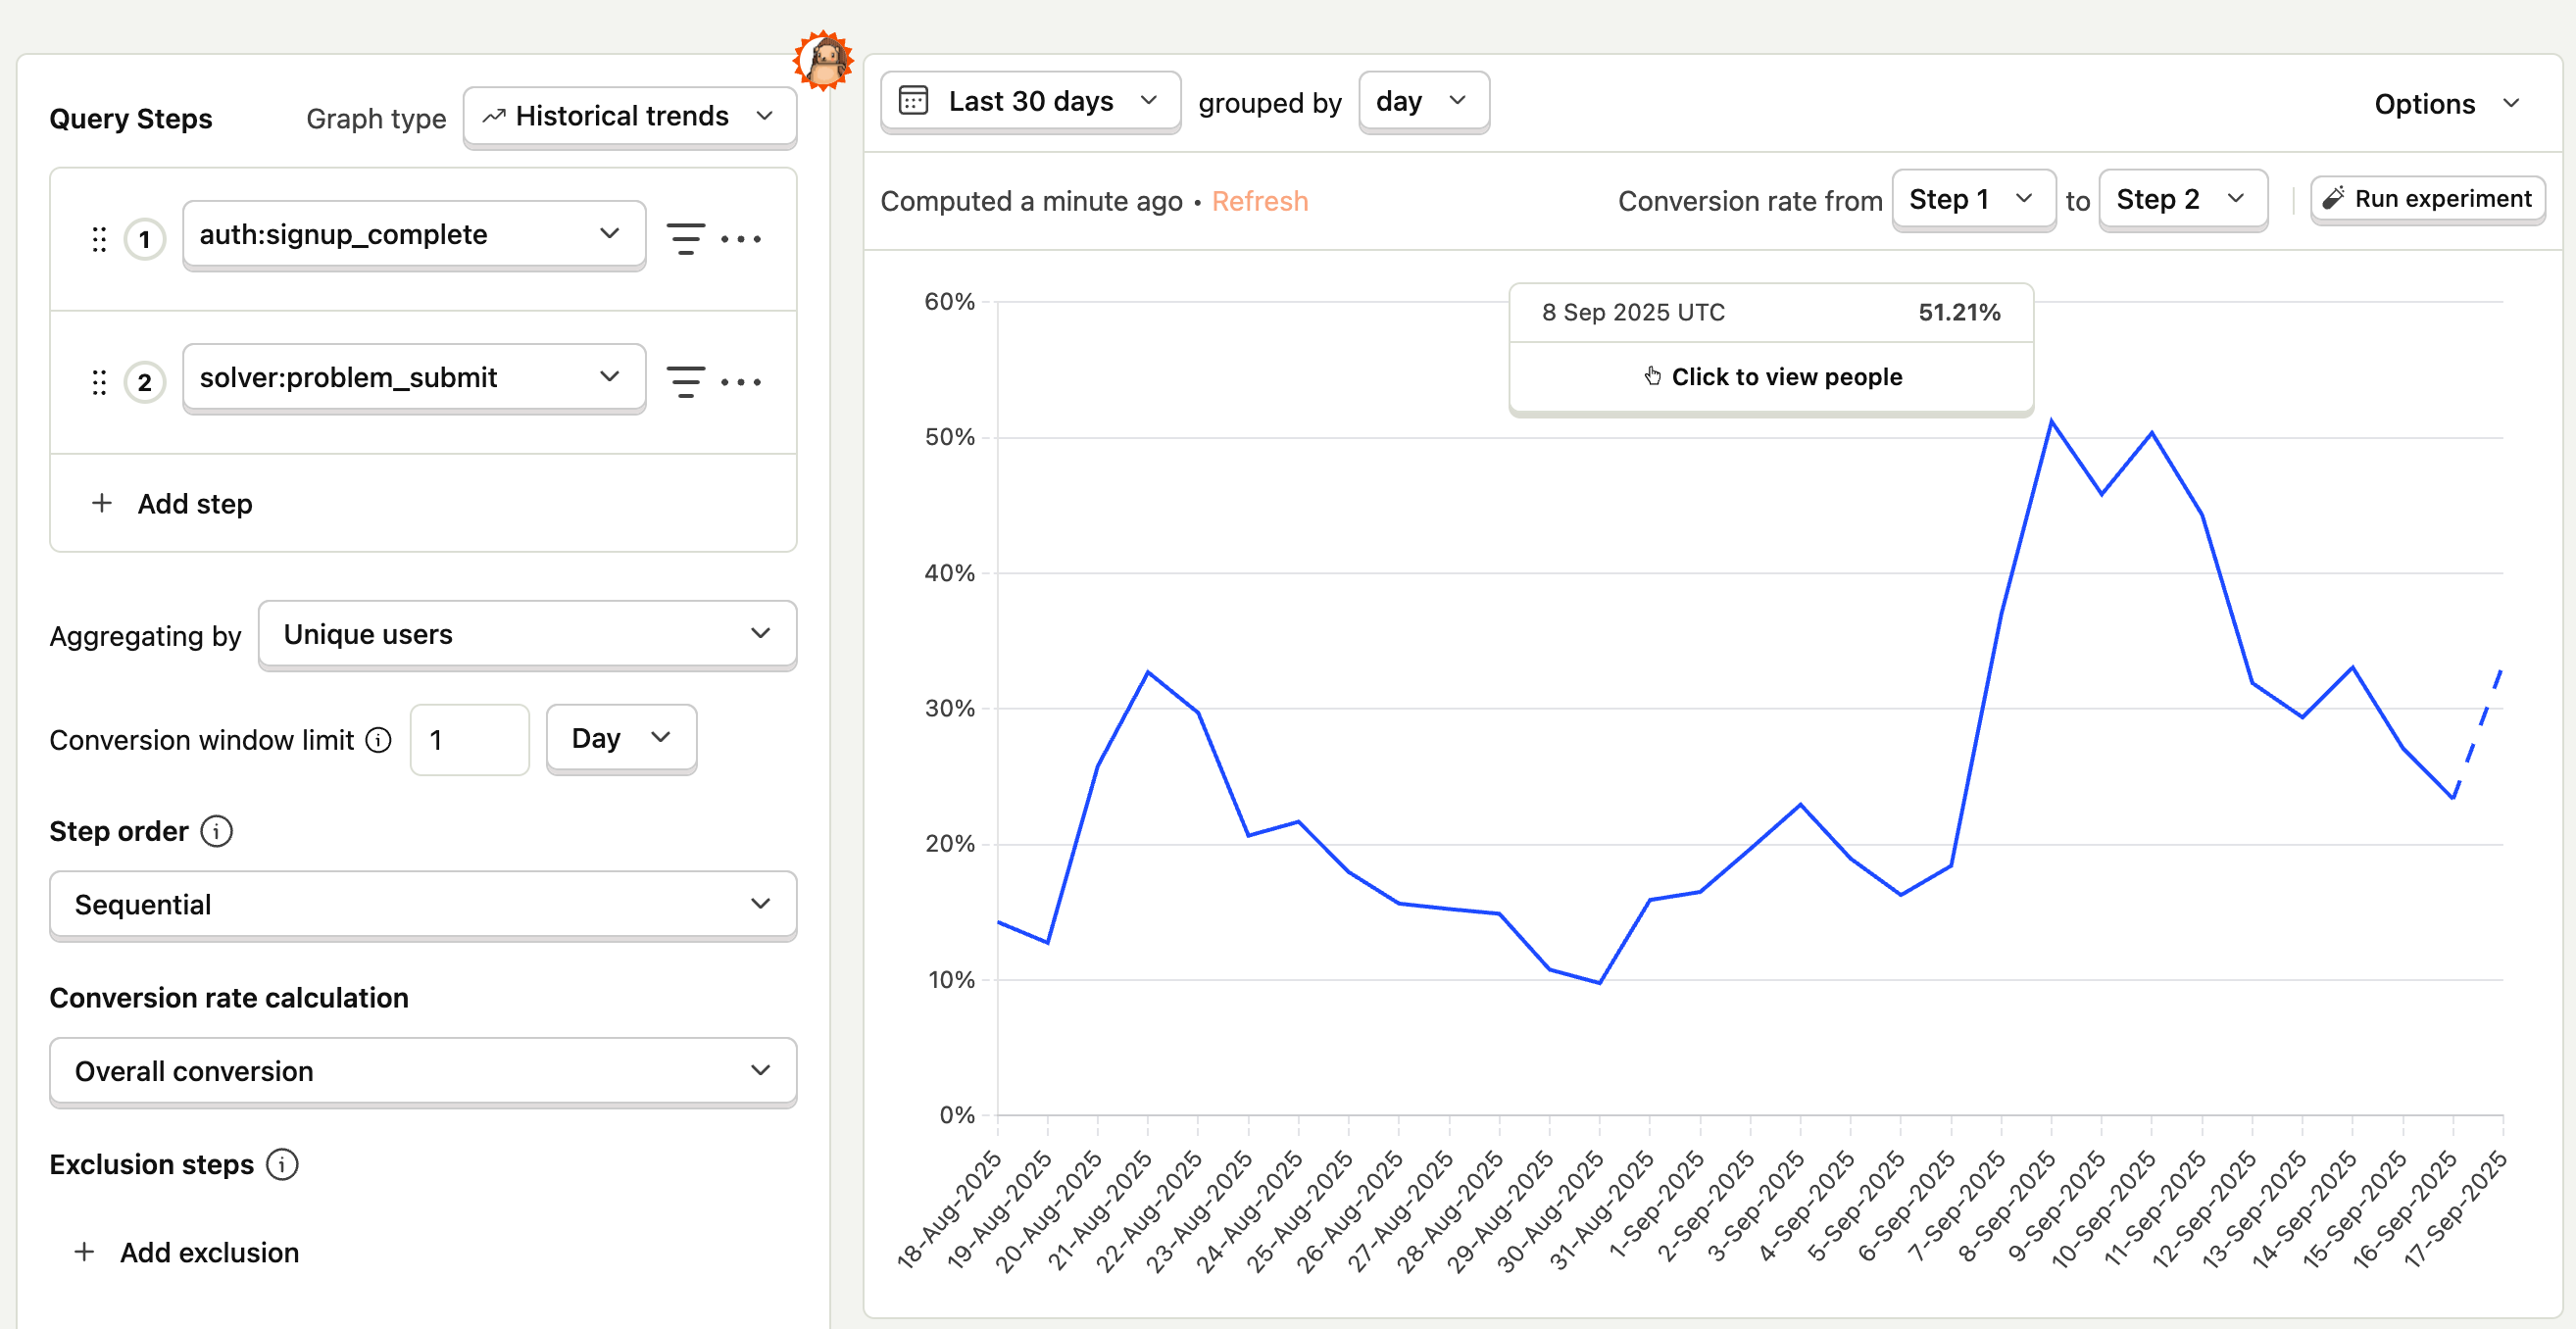 Query Steps Graph type Historical trends
1 auth:signup_complete
2 solver:problem_submit
+ Add step
Aggregating by Unique users
Conversion window limit 1 Day
Step order
Sequential
Conversion rate calculation
Overall conversion
Exclusion steps
+ Add exclusion
Last 30 days grouped by day Options
Computed a minute ago • Refresh Conversion rate from Step 1 to Step 2 Run experiment
8 Sep 2025 UTC 51.21%
Click to view people
60%
50%
40%
30%
20%
10%
0%
18-Aug-2025
19-Aug-2025
20-Aug-2025
21-Aug-2025
22-Aug-2025
23-Aug-2025
24-Aug-2025
25-Aug-2025
26-Aug-2025
27-Aug-2025
28-Aug-2025
29-Aug-2025
30-Aug-2025
31-Aug-2025
1-Sep-2025
2-Sep-2025
3-Sep-2025
4-Sep-2025
5-Sep-2025
6-Sep-2025
7-Sep-2025
8-Sep-2025
9-Sep-2025
10-Sep-2025
11-Sep-2025
12-Sep-2025
13-Sep-2025
14-Sep-2025
15-Sep-2025
16-Sep-2025
17-Sep-2025